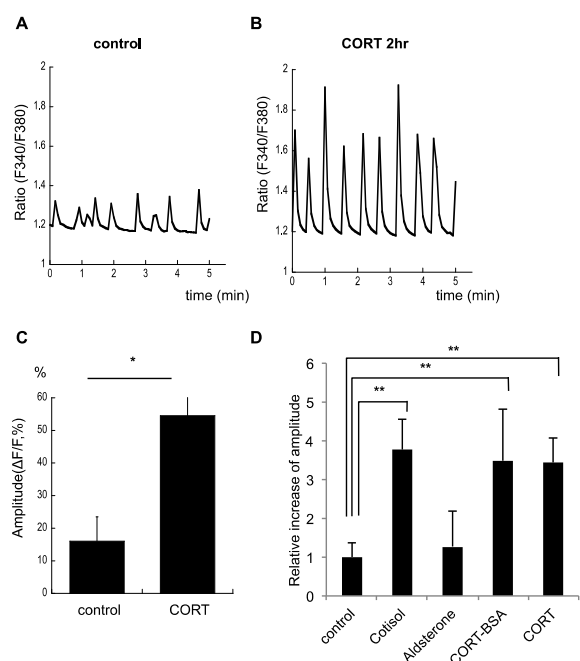 A
control
Ratio (F340/F380)
2
1.8
1.6
1.4
1.2
1
0 1 2 3 4 5
time (min)
B
CORT 2hr
Ratio (F340/F380)
2
1.8
1.6
1.4
1.2
1
0 1 2 3 4 5
time (min)
C
%
*
Amplitude(ΔF/F,%)
60
50
40
30
20
10
0
control CORT
D
**
**
**
Relative increase of amplitude
6
5
4
3
2
1
0
control
Cotisol
Aldsterone
CORT-BSA
CORT